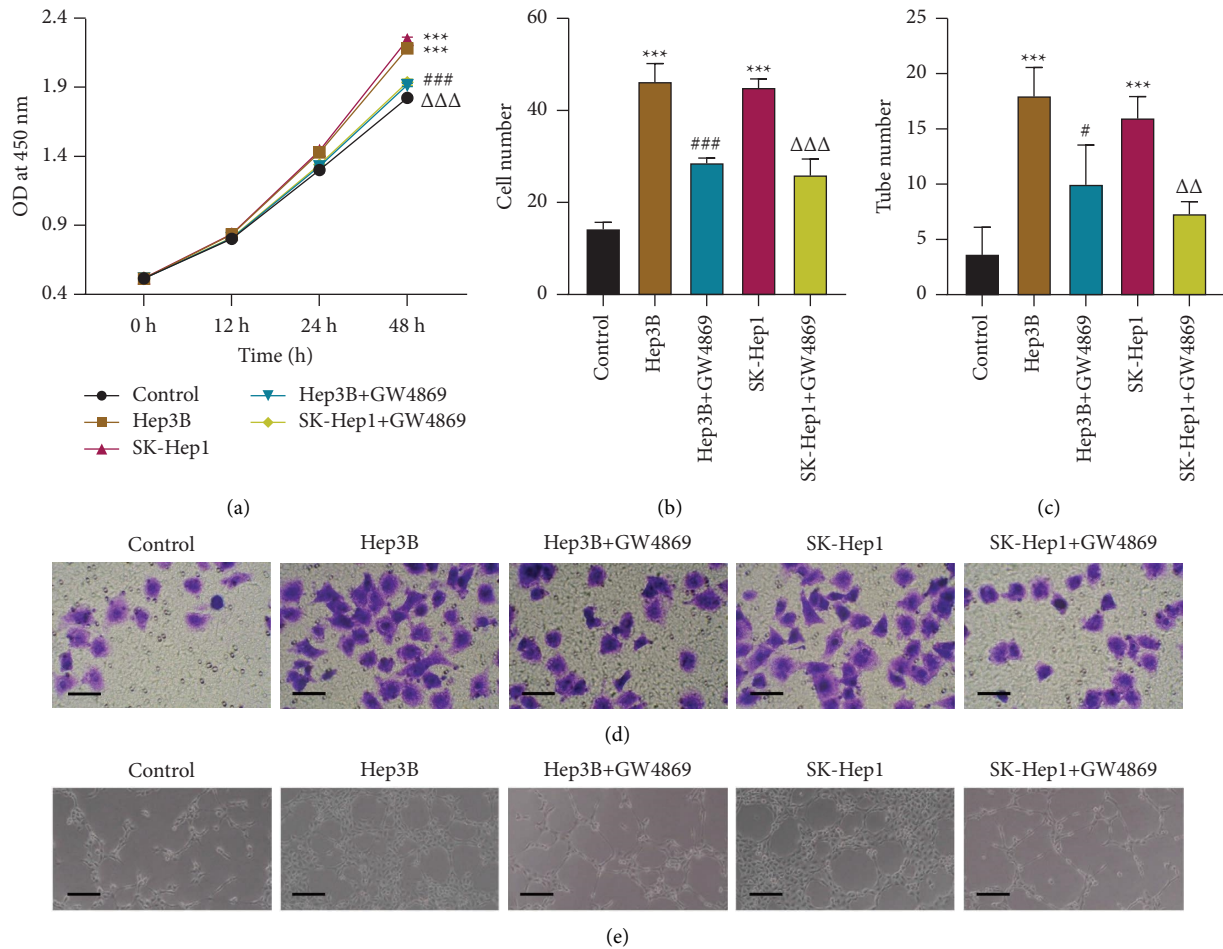 2.4
1.9
1.4
0.9
0.4
OD at 450 nm
0 h 12 h 24 h 48 h
Time (h)
***
***
###
ΔΔΔ
Control
Hep3B
SK-Hep1
Hep3B+GW4869
SK-Hep1+GW4869
(a)
60
40
20
0
Cell number
***
###
***
ΔΔΔ
Control
Hep3B
Hep3B+GW4869
SK-Hep1
SK-Hep1+GW4869
(b)
25
20
15
10
5
0
Tube number
***
#
***
ΔΔ
Control
Hep3B
Hep3B+GW4869
SK-Hep1
SK-Hep1+GW4869
(c)
Control Hep3B Hep3B+GW4869 SK-Hep1 SK-Hep1+GW4869
(d)
Control Hep3B Hep3B+GW4869 SK-Hep1 SK-Hep1+GW4869
(e)